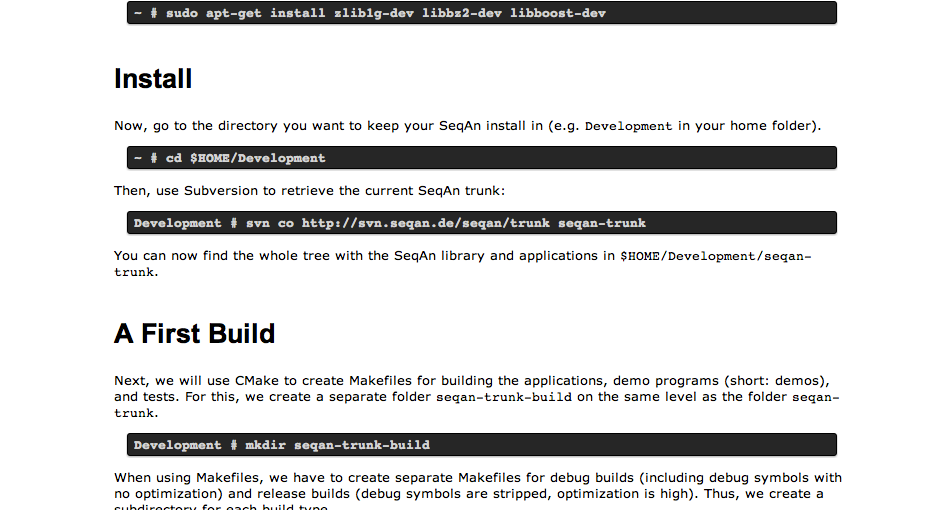 ~ # sudo apt-get install zlib1g-dev libbz2-dev libboost-dev
Install
Now, go to the directory you want to keep your SeqAn install in (e.g. Development in your home folder).
~ # cd $HOME/Development
Then, use Subversion to retrieve the current SeqAn trunk:
Development # svn co http://svn.seqan.de/seqan/trunk seqan-trunk
You can now find the whole tree with the SeqAn library and applications in $HOME/Development/seqan-
trunk.
A First Build
Next, we will use CMake to create Makefiles for building the applications, demo programs (short: demos),
and tests. For this, we create a separate folder seqan-trunk-build on the same level as the folder seqan-
trunk.
Development # mkdir seqan-trunk-build
When using Makefiles, we have to create separate Makefiles for debug builds (including debug symbols with
no optimization) and release builds (debug symbols are stripped, optimization is high). Thus, we create a
subdirectory for each build type